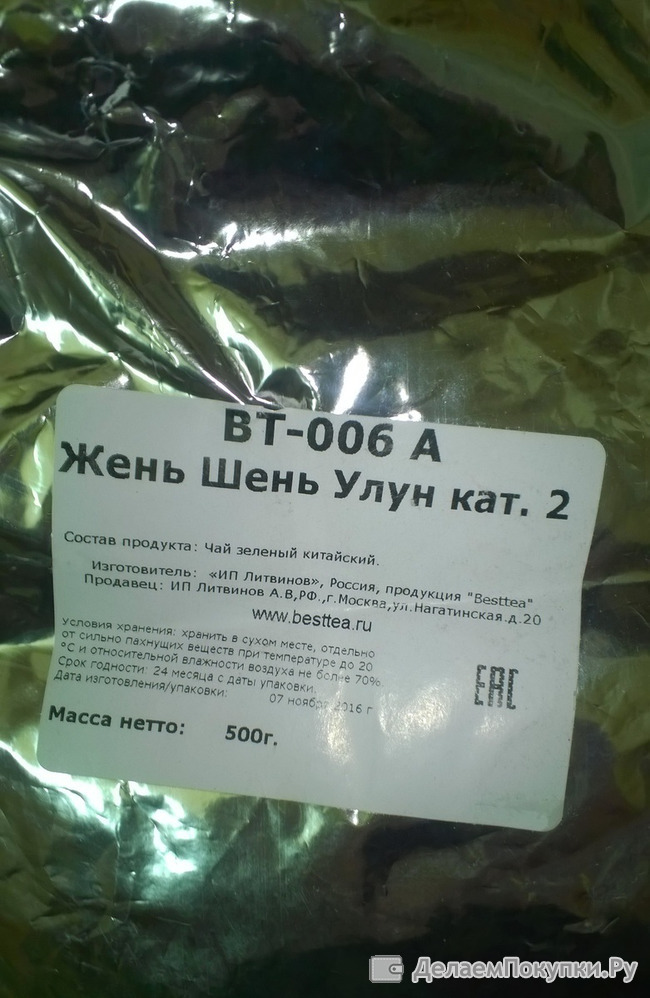 ВТ-006 А
Жень Шень Улун кат. 2
Состав продукта: Чай зеленый китайский.
Изготовитель: «ИП Литвинов», Россия, продукция "Besttea"
Продавец: ИП Литвинов А.В,РФ.,г.Москва,ул.Нагатинская.д.20
www.besttea.ru
Условия хранения: хранить в сухом месте, отдельно
от сильно пахнущих веществ при температуре до 20
°С и относительной влажности воздуха не более 70%.
Срок годности: 24 месяца с даты упаковки.
Дата изготовления/упаковки: 07 ноября 2016 г
Масса нетто: 500г.
ДелаемПокупки.Ру